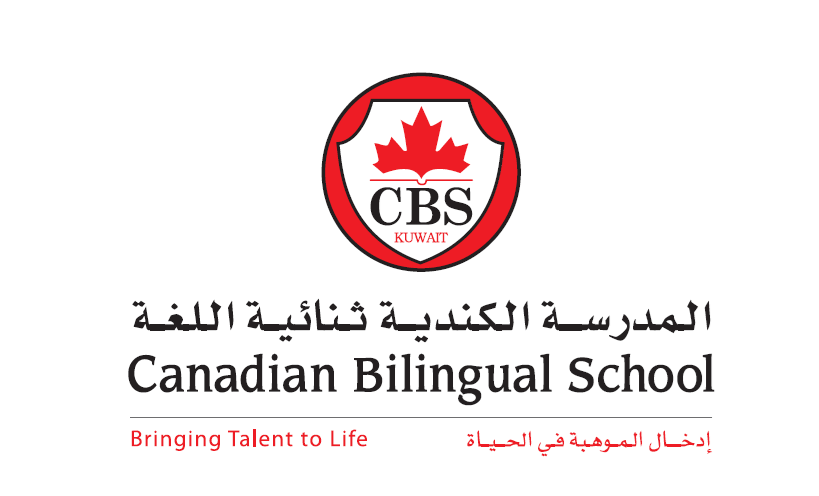 CBS
KUWAIT
المدرسة الكندية ثنائية اللغة
Canadian Bilingual School
Bringing Talent to Life
إدخال الموهبة في الحياة